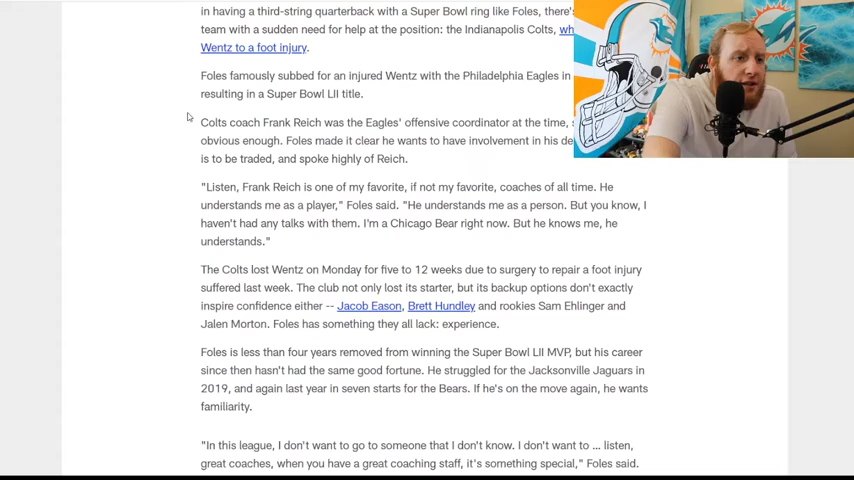 in having a third-string quarterback with a Super Bowl ring like Foles, there's
team with a sudden need for help at the position: the Indianapolis Colts,
Wentz to a foot injury.
Foles famously subbed for an injured Wentz with the Philadelphia Eagles in
resulting in a Super Bowl LII title.
Colts coach Frank Reich was the Eagles' offensive coordinator at the time,
obvious enough. Foles made it clear he wants to have involvement in his
is to be traded, and spoke highly of Reich.
"Listen, Frank Reich is one of my favorite, if not my favorite, coaches of all time. He
understands me as a player," Foles said. "He understands me as a person. But you know, I
haven't had any talks with them. I'm a Chicago Bear right now. But he knows me, he
understands."
The Colts lost Wentz on Monday for five to 12 weeks due to surgery to repair a foot injury
suffered last week. The club not only lost its starter, but its backup options don't exactly
inspire confidence either -- Jacob Eason, Brett Hundley and rookies Sam Ehlinger and
Jalen Morton. Foles has something they all lack: experience.
Foles is less than four years removed from winning the Super Bowl LII MVP, but his career
since then hasn't had the same good fortune. He struggled for the Jacksonville Jaguars in
2019, and again last year in seven starts for the Bears. If he's on the move again, he wants
familiarity.
"In this league, I don't want to go to someone that I don't know. I don't want to ... listen,
great coaches, when you have a great coaching staff, it's something special," Foles said.